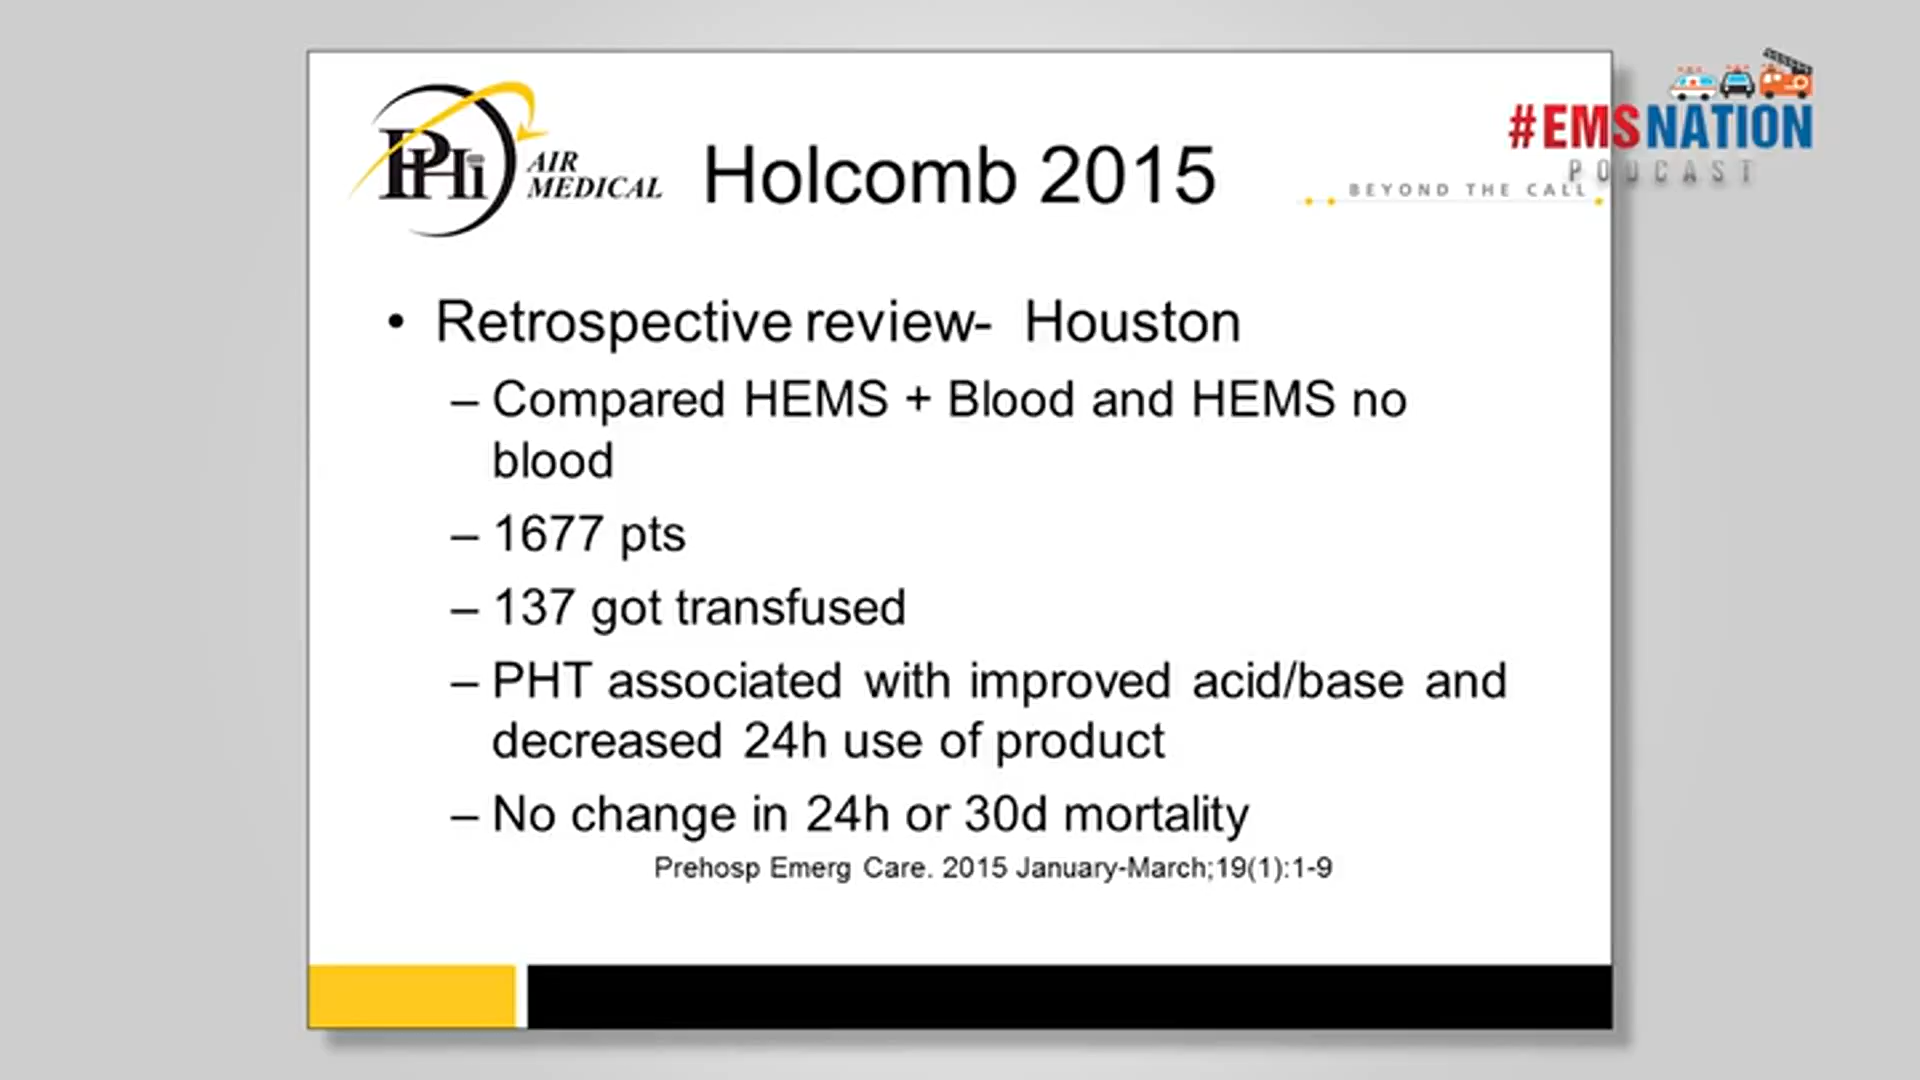 PHi AIR MEDICAL
Holcomb 2015
#EMSNATION
PODCAST
BEYOND THE CALL
• Retrospective review- Houston
– Compared HEMS + Blood and HEMS no
blood
– 1677 pts
– 137 got transfused
– PHT associated with improved acid/base and
decreased 24h use of product
– No change in 24h or 30d mortality
Prehosp Emerg Care. 2015 January-March;19(1):1-9